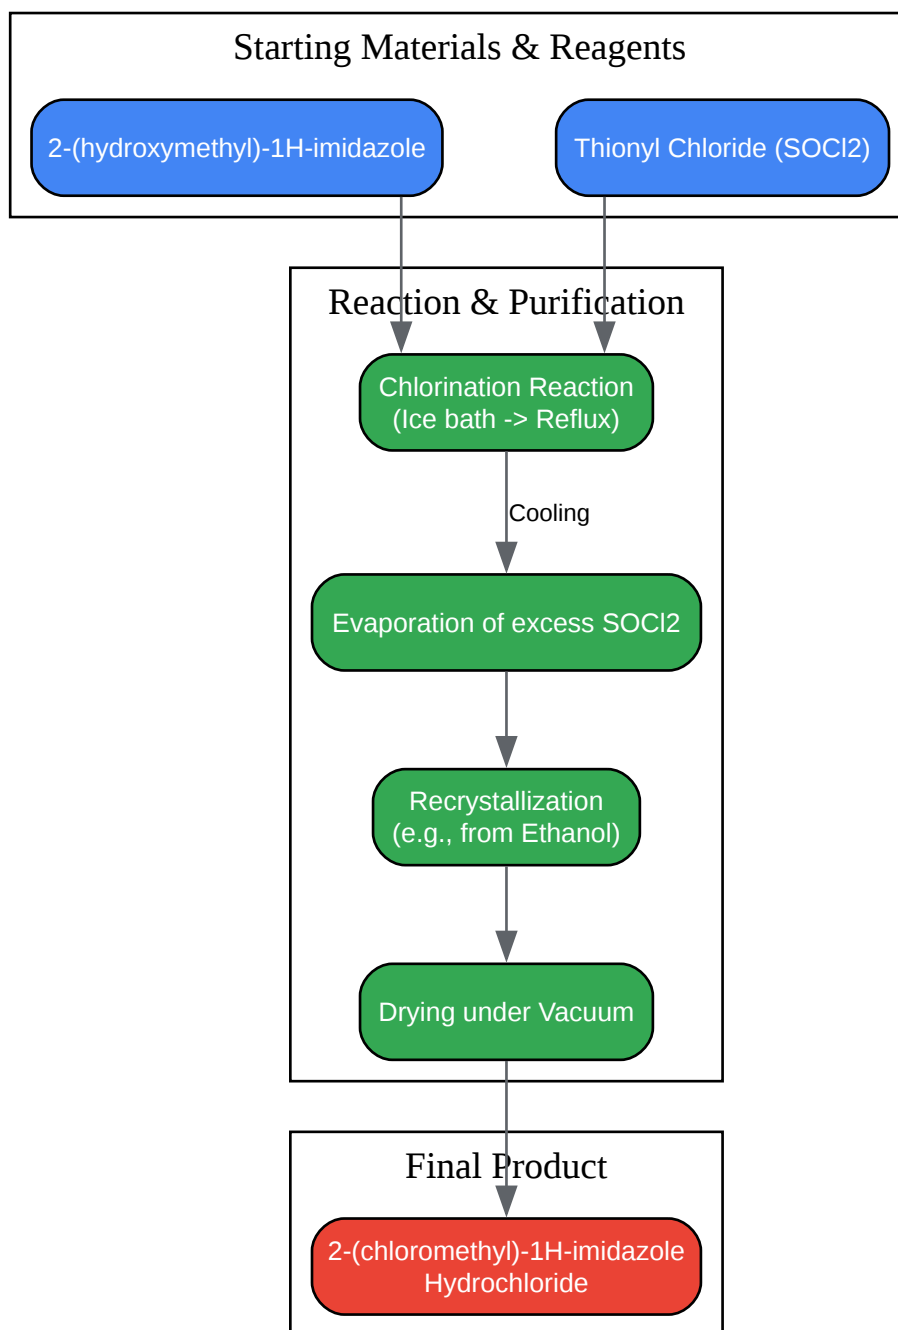 Starting Materials & Reagents
2-(hydroxymethyl)-1H-imidazole
Thionyl Chloride (SOCl2)
Reaction & Purification
Chlorination Reaction
(Ice bath -> Reflux)
Cooling
Evaporation of excess SOCl2
Recrystallization
(e.g., from Ethanol)
Drying under Vacuum
Final Product
2-(chloromethyl)-1H-imidazole
Hydrochloride